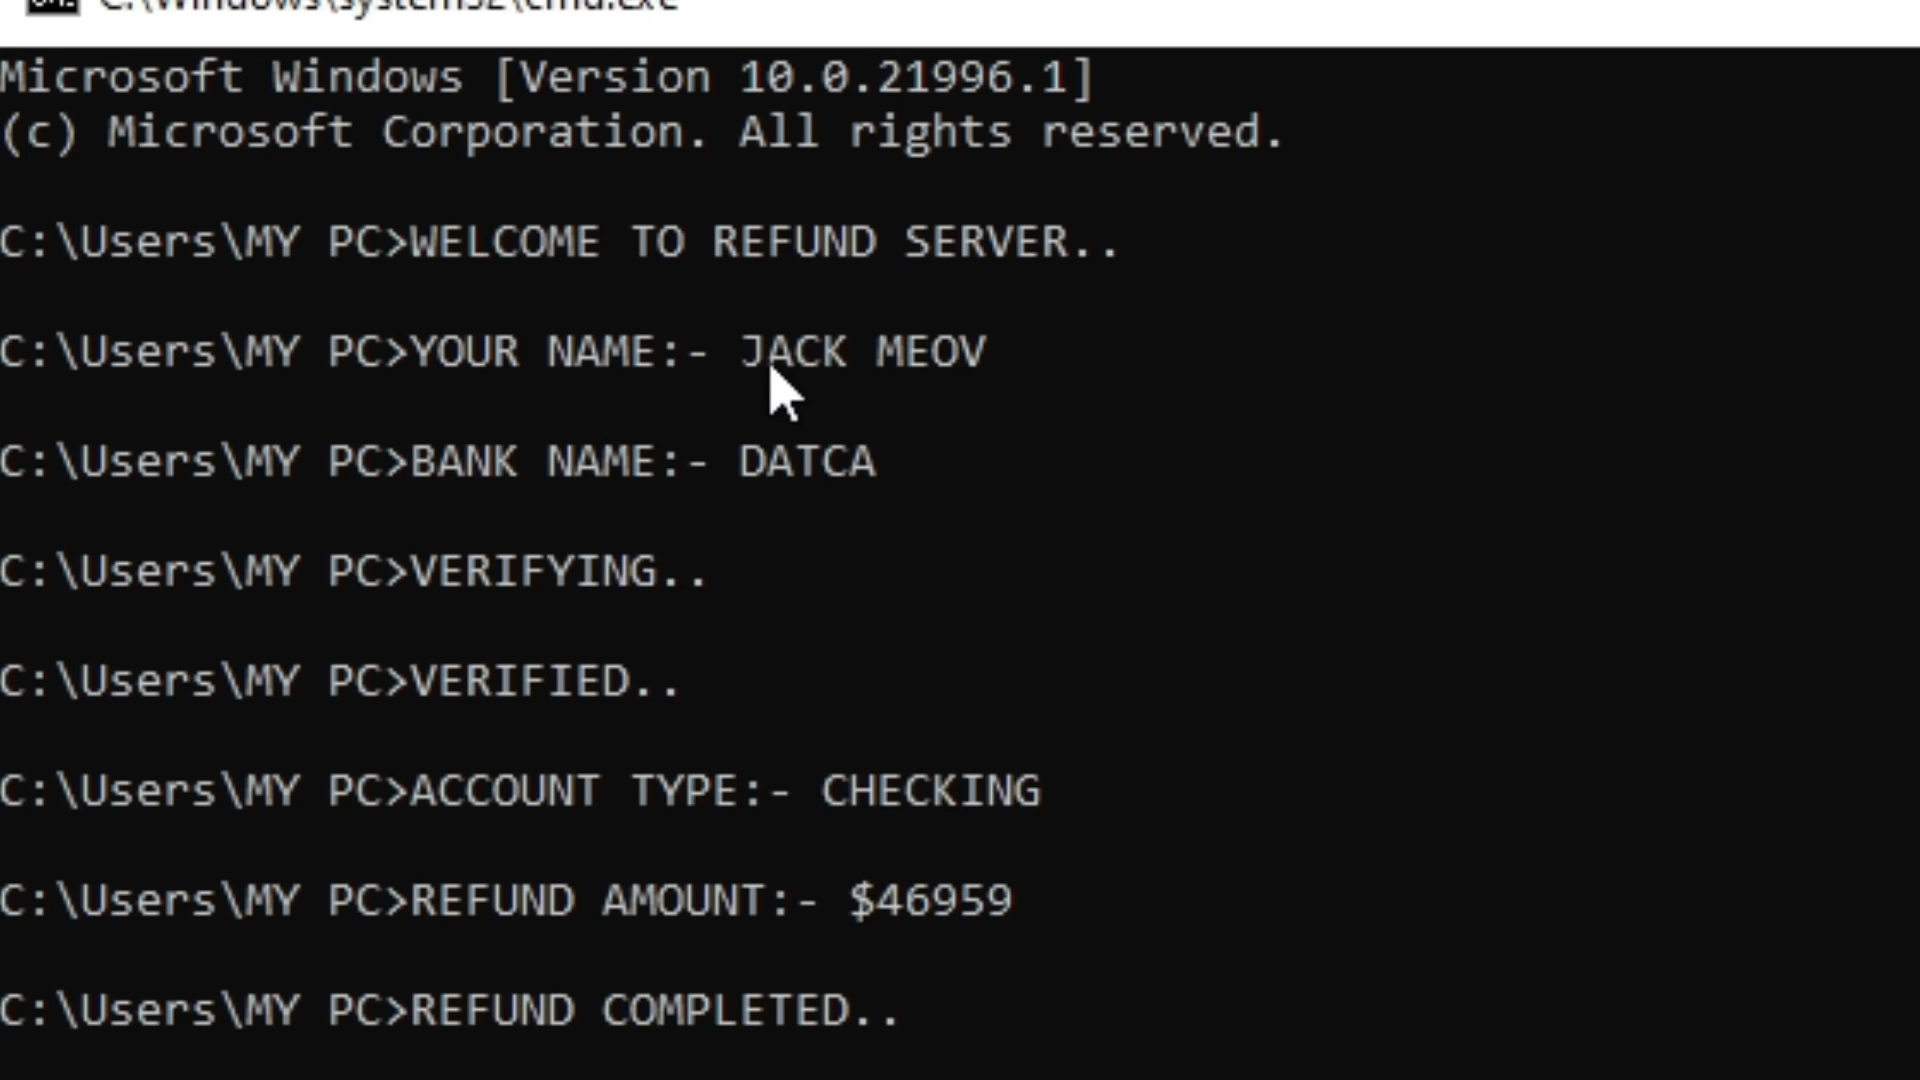 C:\Windows\system32\cmd.exe
Microsoft Windows [Version 10.0.21996.1]
(c) Microsoft Corporation. All rights reserved.
C:\Users\MY PC>WELCOME TO REFUND SERVER..
C:\Users\MY PC>YOUR NAME:- JACK MEOV
C:\Users\MY PC>BANK NAME:- DATCA
C:\Users\MY PC>VERIFYING..
C:\Users\MY PC>VERIFIED..
C:\Users\MY PC>ACCOUNT TYPE:- CHECKING
C:\Users\MY PC>REFUND AMOUNT:- $46959
C:\Users\MY PC>REFUND COMPLETED..